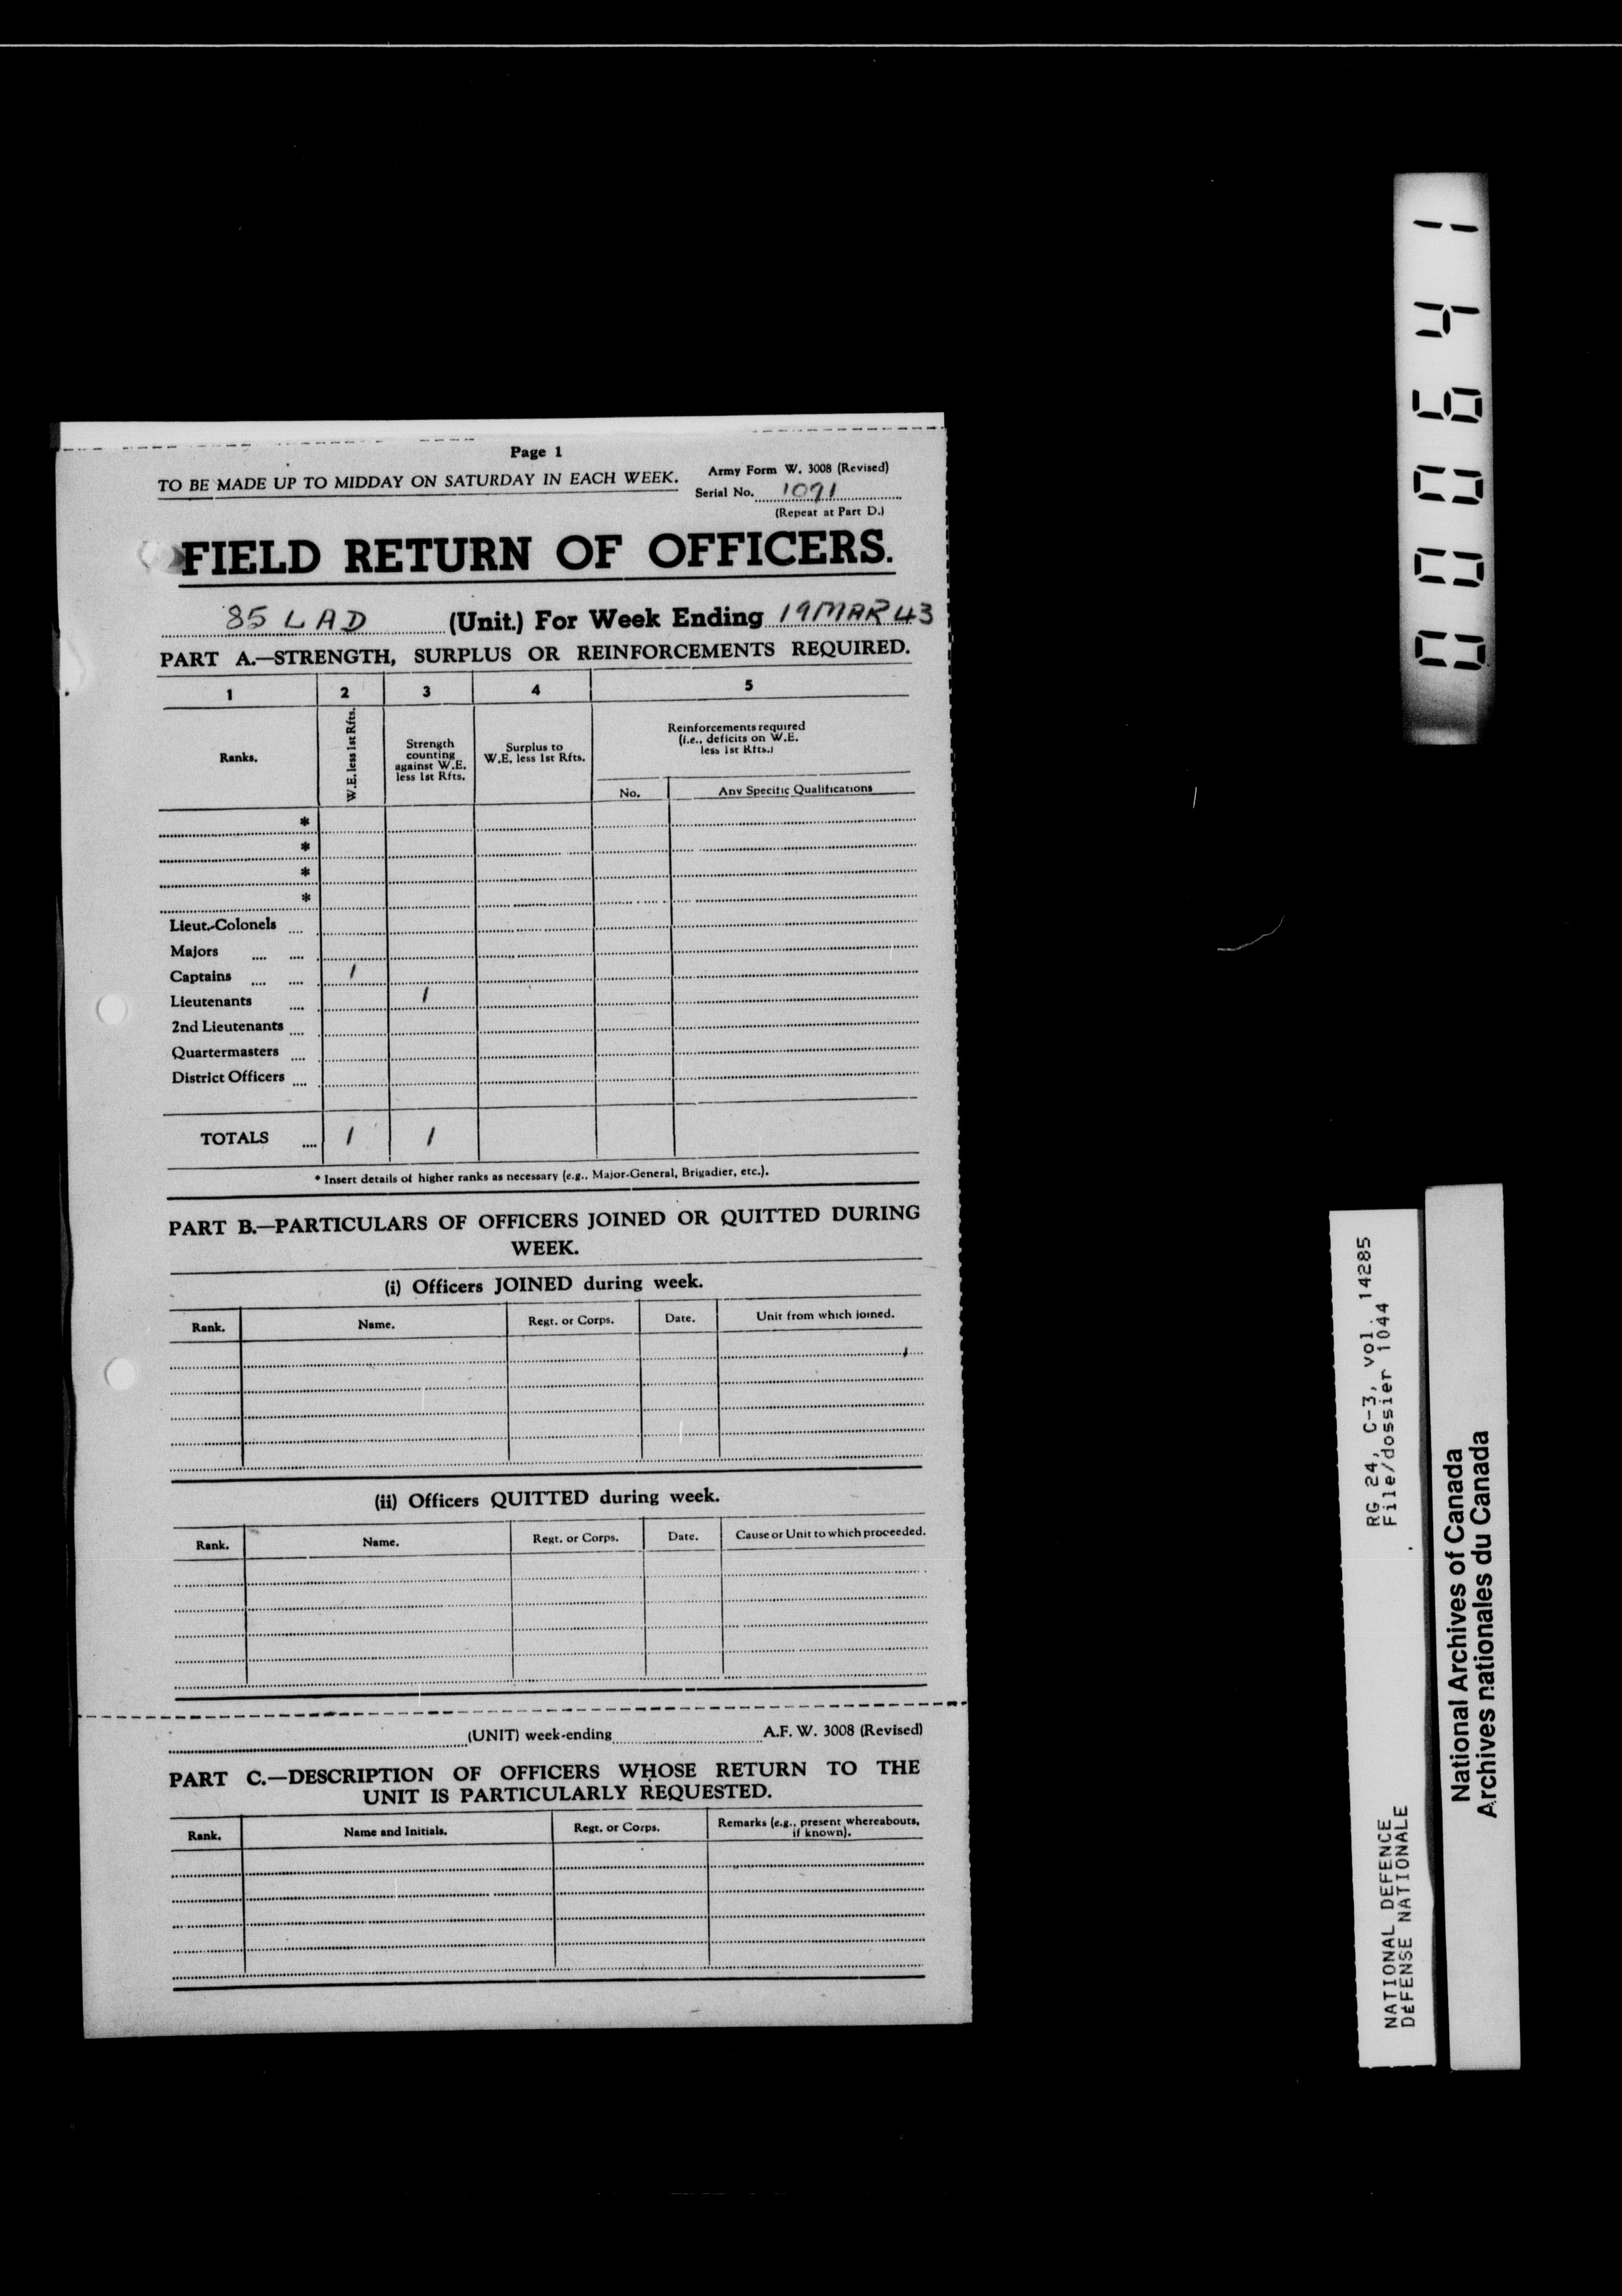 Page 1
TO BE MADE UP TO MIDDAY ON SATURDAY IN EACH WEEK.
Army Form W. 3008 (Revised)
Serial No. 1091
(Repeat at Part D.)
FIELD RETURN OF OFFICERS.
85 LAD (Unit.) For Week Ending 19 MAR 43
PART A.—STRENGTH, SURPLUS OR REINFORCEMENTS REQUIRED.
1 2 3 4 5
Ranks.
W.E. less 1st Rfts.
Strength
counting
against W.E.
less 1st Rfts.
Surplus to
W.E. less 1st Rfts.
Reinforcements required
(i.e., deficits on W.E.
less 1st Rfts.)
No. Any Specific Qualifications
*
*
*
*
Lieut.-Colonels ....
Majors .... ....
Captains .... .... 1
Lieutenants .... 1
2nd Lieutenants ....
Quartermasters ....
District Officers ....
TOTALS .... 1 1
* Insert details of higher ranks as necessary (e.g., Major-General, Brigadier, etc.).
PART B.—PARTICULARS OF OFFICERS JOINED OR QUITTED DURING
WEEK.
(i) Officers JOINED during week.
Rank. Name. Regt. or Corps. Date. Unit from which joined.
(ii) Officers QUITTED during week.
Rank. Name. Regt. or Corps. Date. Cause or Unit to which proceeded.
(UNIT) week-ending A.F. W. 3008 (Revised)
PART C.—DESCRIPTION OF OFFICERS WHOSE RETURN TO THE
UNIT IS PARTICULARLY REQUESTED.
Rank. Name and Initials. Regt. or Corps. Remarks (e.g., present whereabouts,
if known).
000641
RG 24, C-3, vol. 14285
File/dossier 1044
NATIONAL DEFENCE
DÉFENSE NATIONALE
National Archives of Canada
Archives nationales du Canada